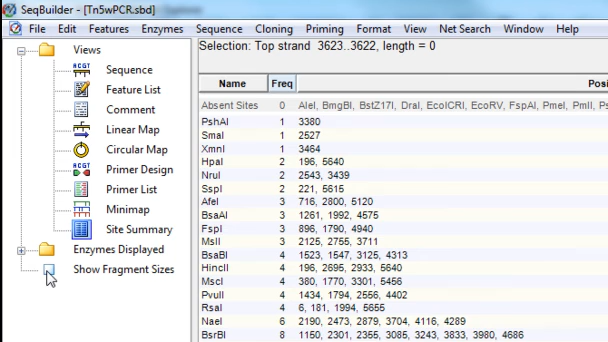 SeqBuilder - [Tn5wPCR.sbd]
File Edit Features Enzymes Sequence Cloning Priming Format View Net Search Window Help
Views
ACGT Sequence
Feature List
Comment
Linear Map
Circular Map
ACGT Primer Design
Primer List
Minimap
Site Summary
Enzymes Displayed
Show Fragment Sizes
Selection: Top strand 3623..3622, length = 0
Name Freq Posi
Absent Sites 0 AleI, BmgBI, BstZ17I, DraI, EcoICRI, EcoRV, FspAI, PmeI, PmlI, Ps
PshAI 1 3380
SmaI 1 2527
XmnI 1 3464
HpaI 2 196, 5640
NruI 2 2543, 3439
SspI 2 221, 5615
AfeI 3 716, 2800, 5120
BsaAI 3 1261, 1992, 4575
FspI 3 896, 1790, 4940
MslI 3 2125, 2755, 3711
BsaBI 4 1523, 1547, 3125, 4313
HincII 4 196, 2695, 2933, 5640
MscI 4 380, 1770, 3301, 5456
PvuII 4 1434, 1794, 2556, 4402
RsaI 4 6, 181, 1994, 5655
NaeI 6 2190, 2473, 2879, 3704, 4116, 4289
BsrBI 8 1150, 2301, 2355, 3085, 3243, 3833, 3980, 4686